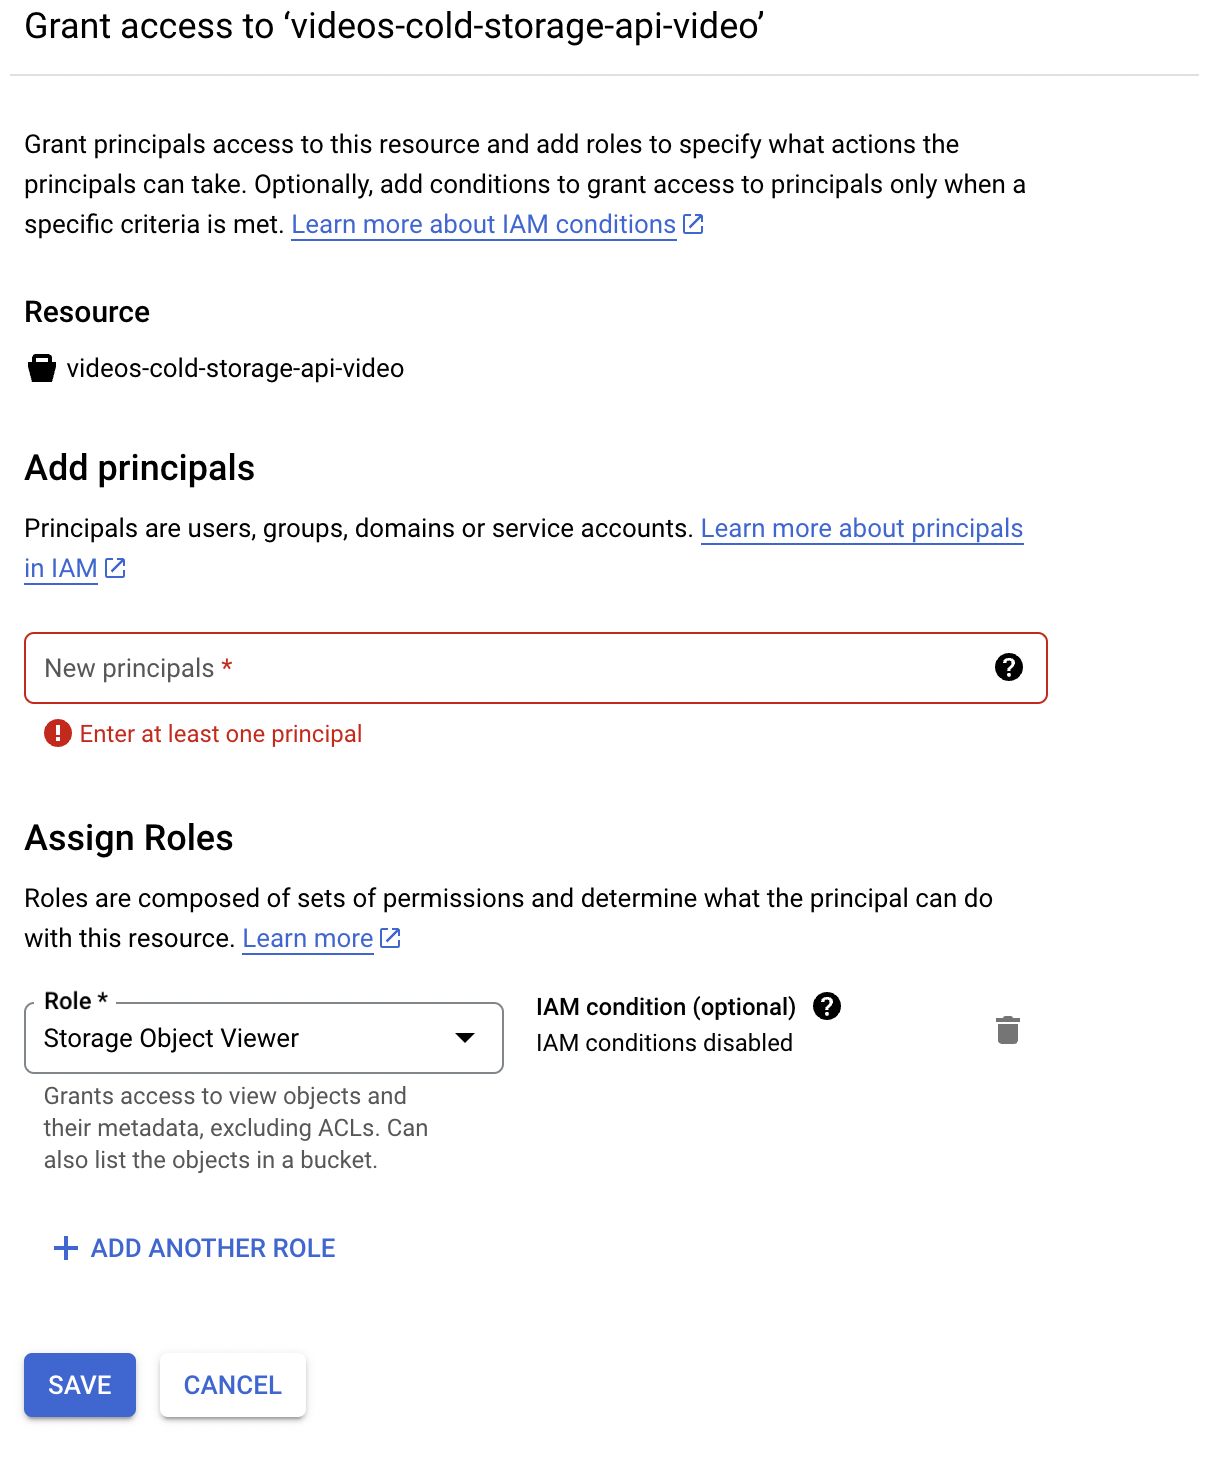 Grant access to ‘videos-cold-storage-api-video’
Grant principals access to this resource and add roles to specify what actions the
principals can take. Optionally, add conditions to grant access to principals only when a
specific criteria is met. Learn more about IAM conditions
Resource
videos-cold-storage-api-video
Add principals
Principals are users, groups, domains or service accounts. Learn more about principals
in IAM
New principals *
Enter at least one principal
Assign Roles
Roles are composed of sets of permissions and determine what the principal can do
with this resource. Learn more
Role *
Storage Object Viewer
Grants access to view objects and
their metadata, excluding ACLs. Can
also list the objects in a bucket.
IAM condition (optional)
IAM conditions disabled
ADD ANOTHER ROLE
SAVE
CANCEL